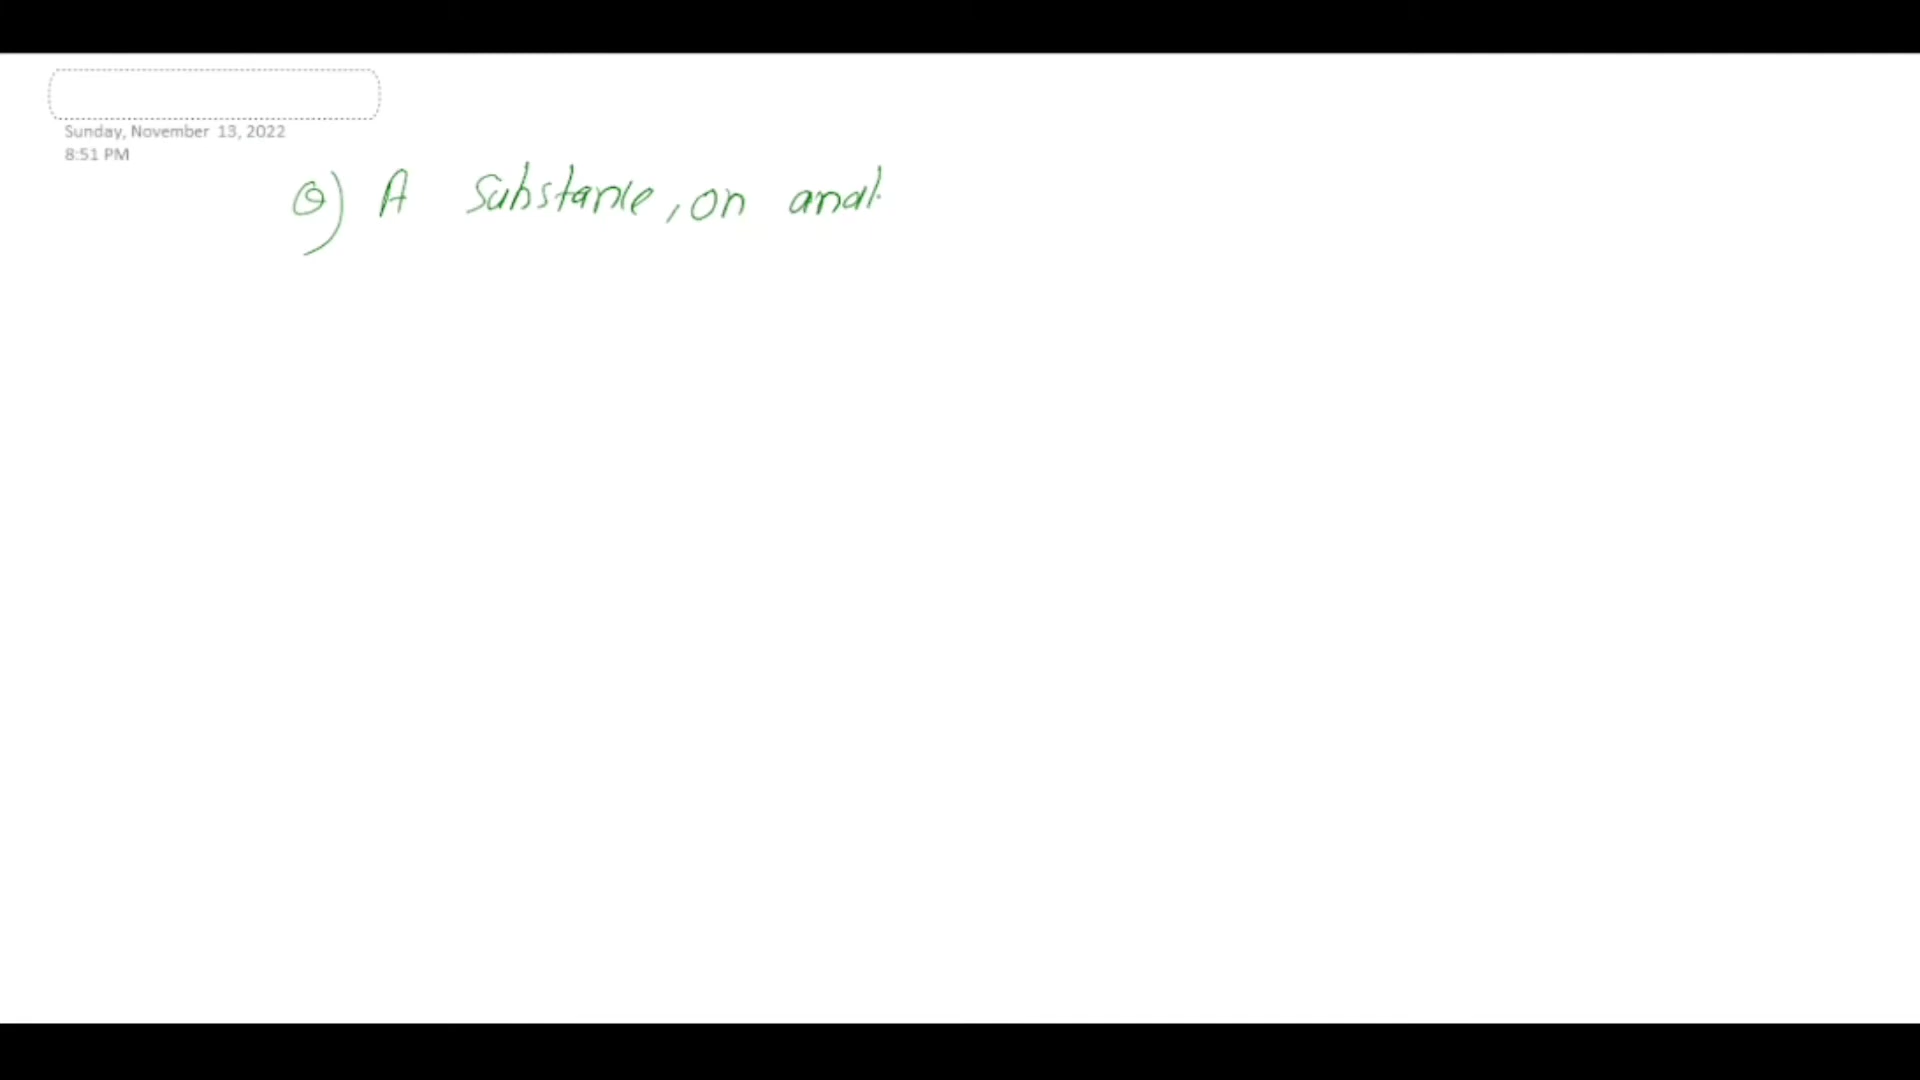 Sunday, November 13, 2022
8:51 PM
Q) A Substance, on anal